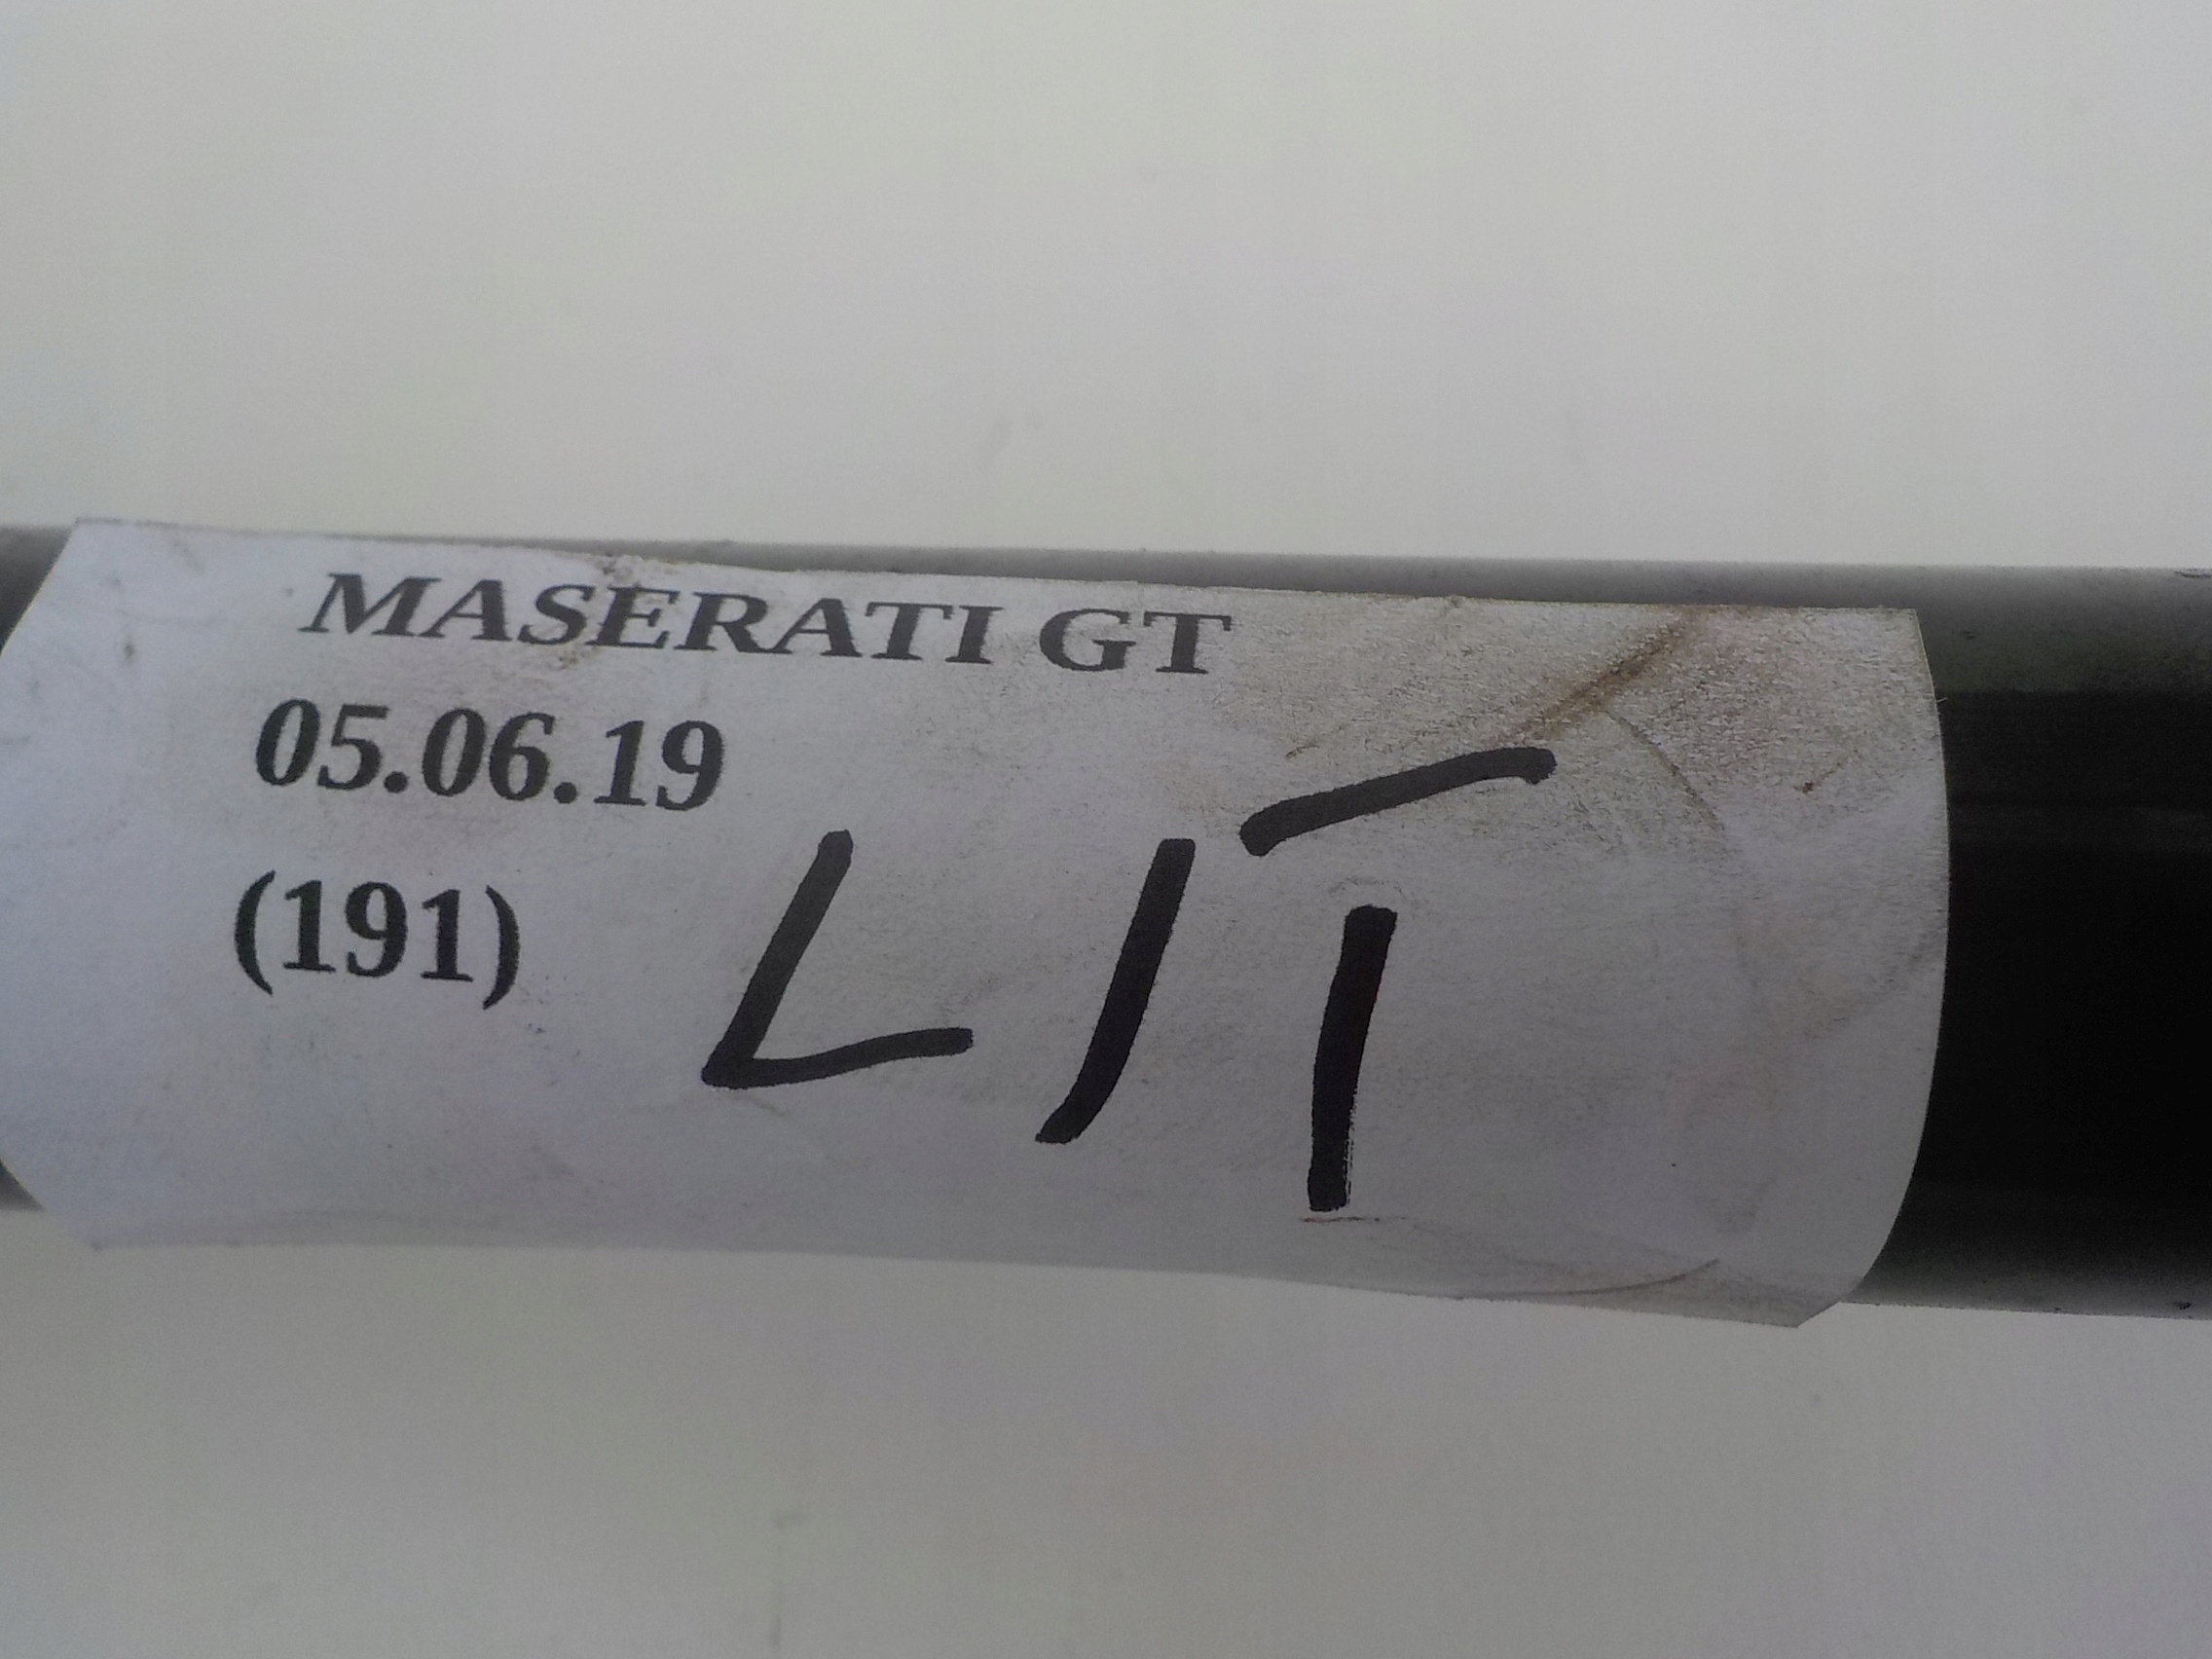 MASERATI GT
05.06.19
(191)
L/T